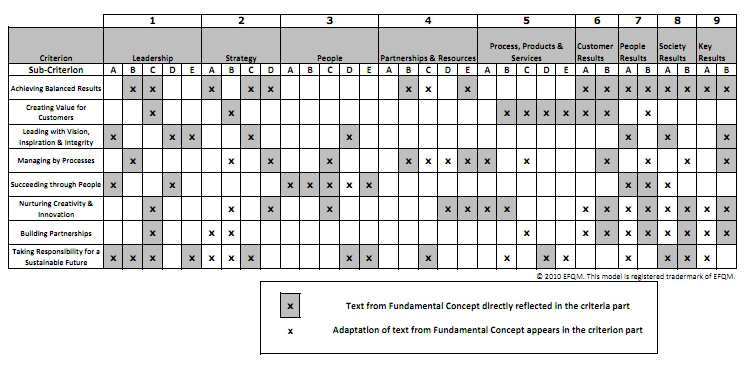 1 2 3 4 5 6 7 8 9
Criterion Leadership Strategy People Partnerships & Resources Process, Products & Services Customer Results People Results Society Results Key Results
Sub-Criterion A B C D E A B C D A B C D E A B C D E A B C D E A B A B A B A B
Achieving Balanced Results x x x x x x x x x x x x x x x x
Creating Value for
Customers x x x x x x x x x
Leading with Vision,
Inspiration & Integrity x x x x x x x x
Managing by Processes x x x x x x x x x x x x x x
Succeeding through People x x x x x x x x x x
Nurturing Creativity &
Innovation x x x x x x x x x x x x x x x x
Building Partnerships x x x x x x x x x x x x
Taking Responsibility for a
Sustainable Future x x x x x x x x x x x x x x x x x
© 2010 EFQM. This model is registered trademark of EFQM.
x Text from Fundamental Concept directly reflected in the criteria part
x Adaptation of text from Fundamental Concept appears in the criterion part